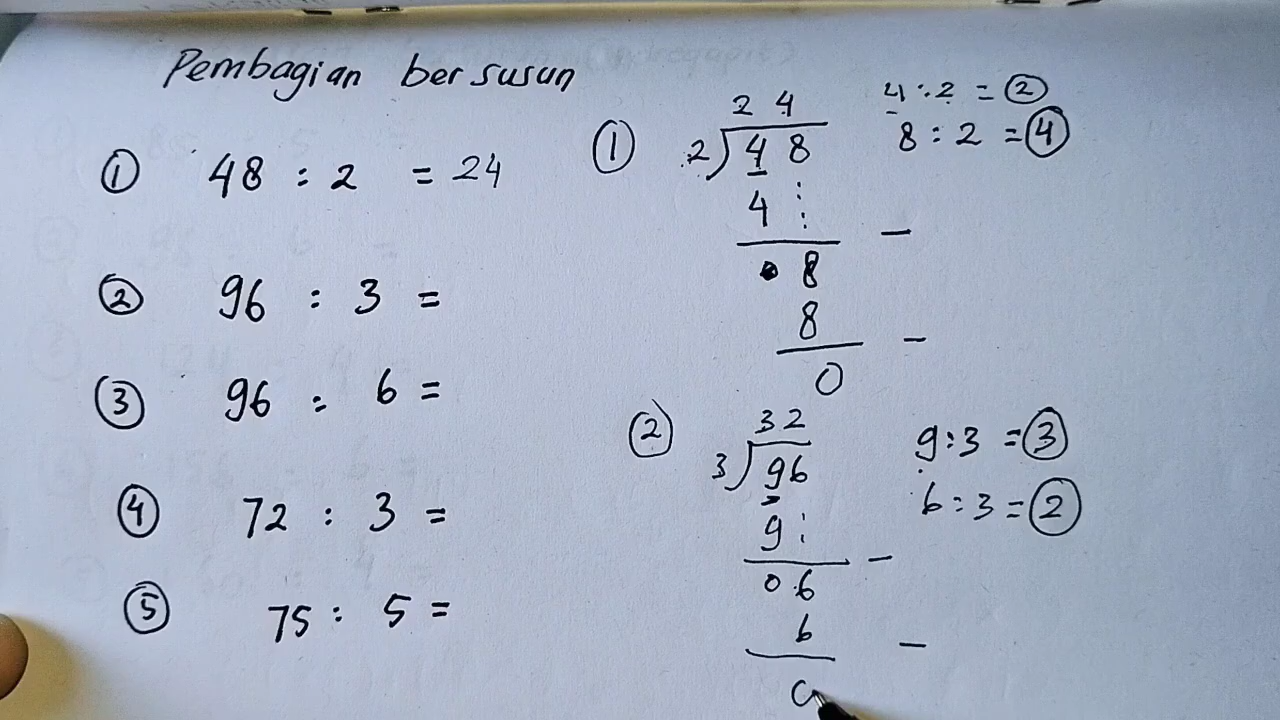 Pembagian bersusun
① 48 : 2 = 24
② 96 : 3 =
③ 96 : 6 =
④ 72 : 3 =
⑤ 75 : 5 =
① 24
2 48
4
8
8
0
4 : 2 = ②
8 : 2 = ④
② 32
3 96
9
06
6
0
9 : 3 = ③
6 : 3 = ②